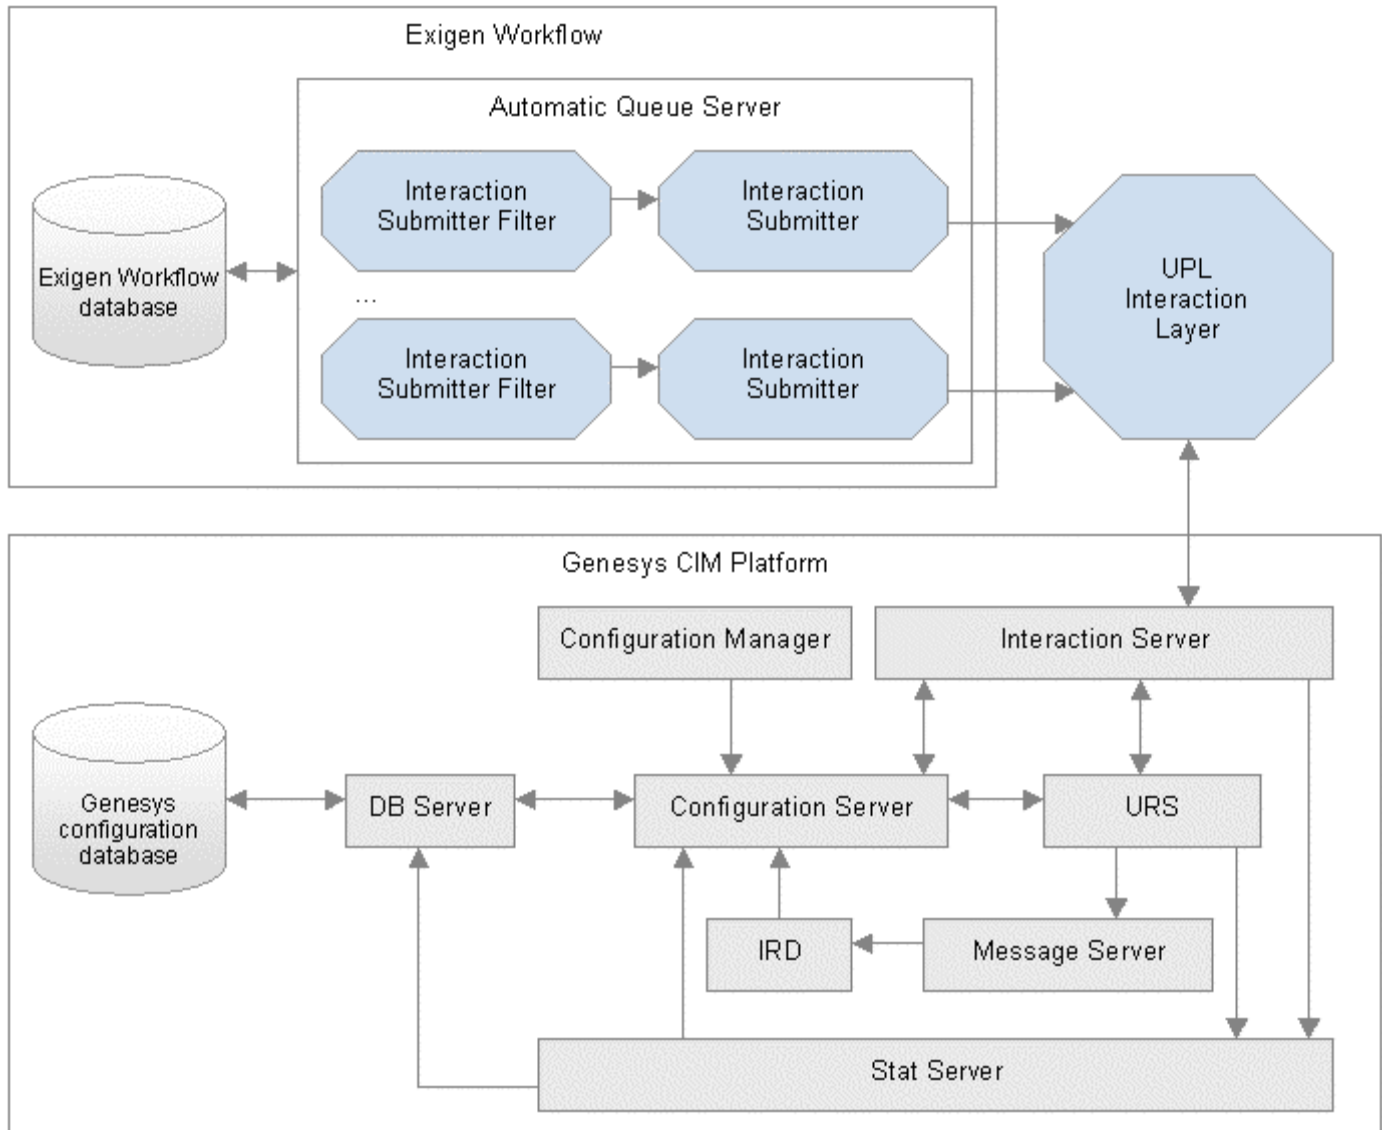 Exigen Workflow
Automatic Queue Server
Interaction
Submitter Filter
Interaction
Submitter
Exigen Workflow
database
...
UPL
Interaction
Layer
Interaction
Submitter Filter
Interaction
Submitter
Genesys CIM Platform
Configuration Manager
Interaction Server
Genesys
configuration
database
DB Server
Configuration Server
URS
IRD
Message Server
Stat Server